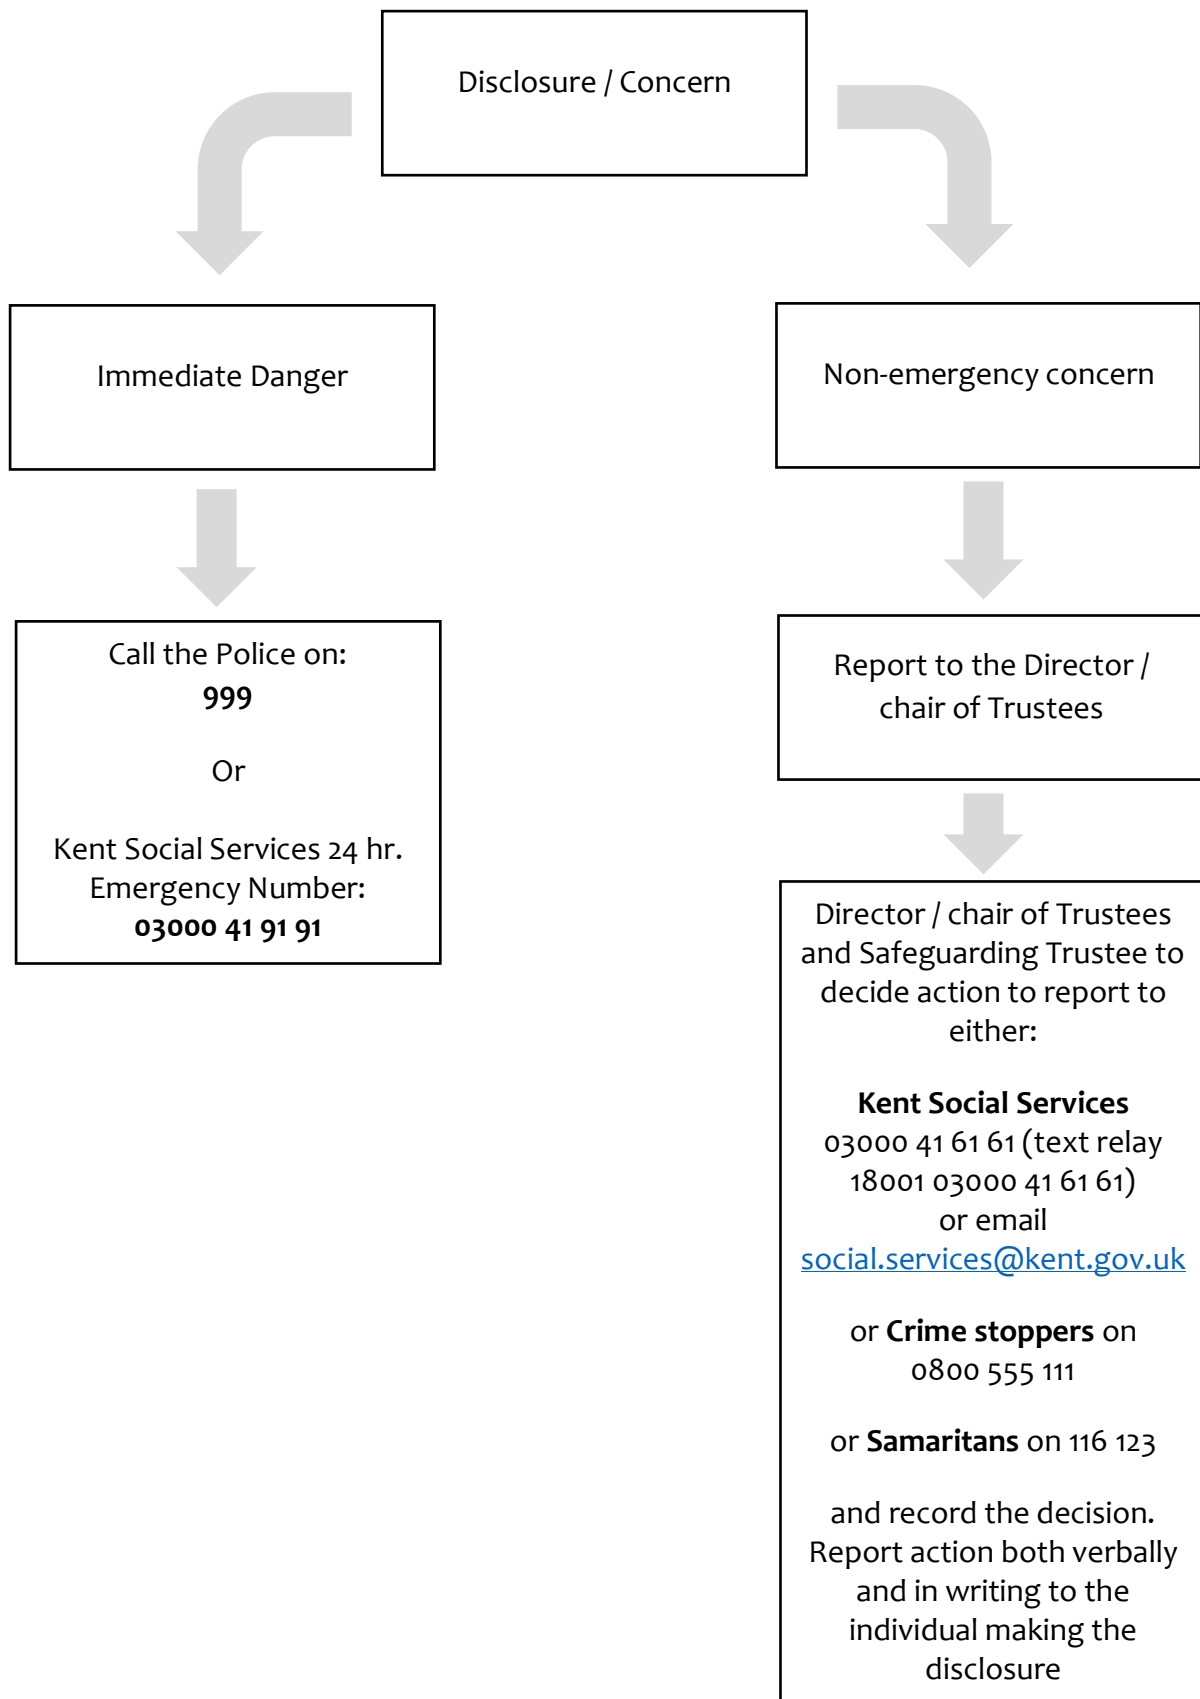 Disclosure / Concern
Immediate Danger
Non-emergency concern
Call the Police on:
999
Or
Kent Social Services 24 hr.
Emergency Number:
03000 41 91 91
Report to the Director /
chair of Trustees
Director / chair of Trustees
and Safeguarding Trustee to
decide action to report to
either:
Kent Social Services
03000 41 61 61 (text relay
18001 03000 41 61 61)
or email
social.services@kent.gov.uk
or Crime stoppers on
0800 555 111
or Samaritans on 116 123
and record the decision.
Report action both verbally
and in writing to the
individual making the
disclosure